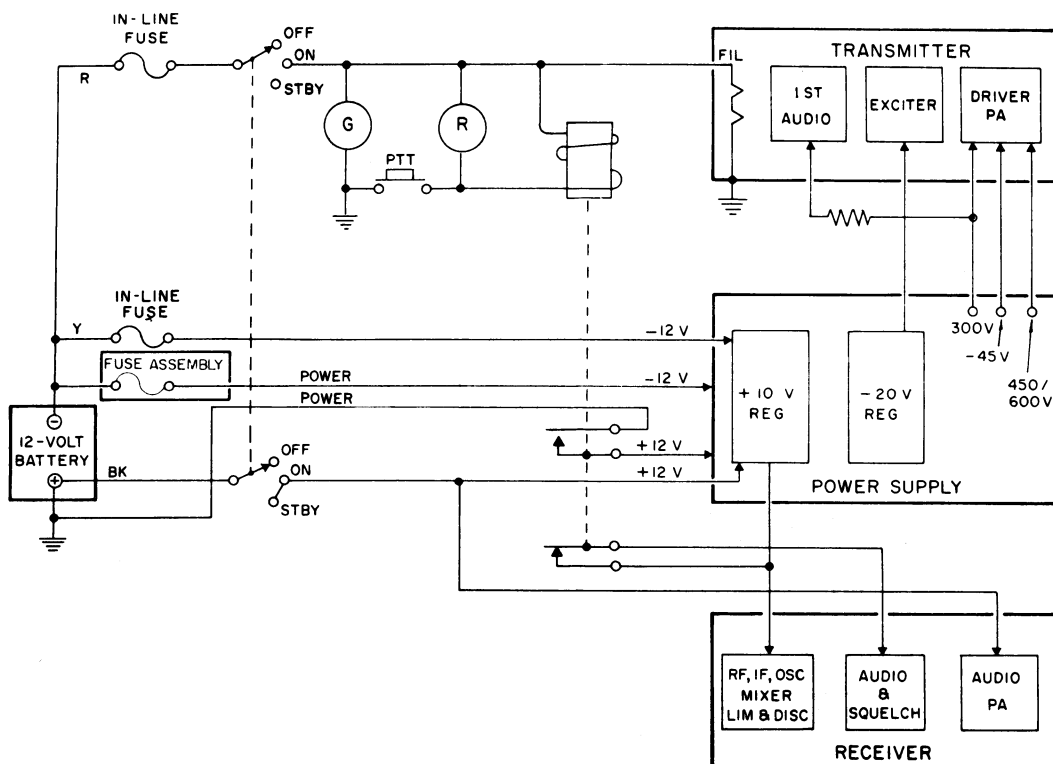 IN-LINE
FUSE
R
OFF
ON
STBY
G
R
PTT
FIL
TRANSMITTER
1ST
AUDIO
EXCITER
DRIVER
PA
IN-LINE
FUSE
Y
-12 V
FUSE ASSEMBLY
POWER
-12 V
POWER
+12 V
+12 V
300V
-45V
450/
600V
+10 V
REG
-20V
REG
POWER SUPPLY
12-VOLT
BATTERY
BK
OFF
ON
STBY
RF, IF, OSC
MIXER
LIM & DISC
AUDIO
&
SQUELCH
AUDIO
PA
RECEIVER